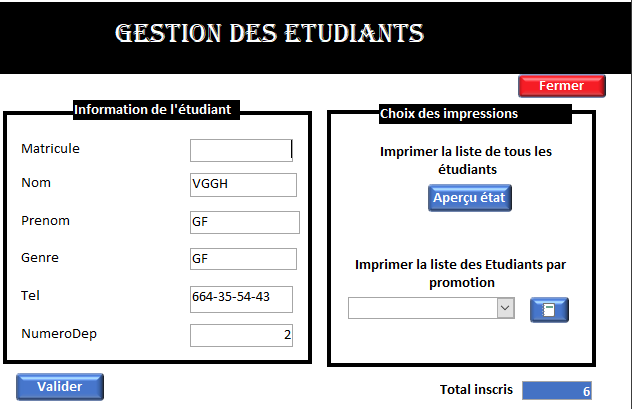 GESTION DES ETUDIANTS
Fermer
Information de l'étudiant
Matricule
Nom VGGH
Prenom GF
Genre GF
Tel 664-35-54-43
NumeroDep 2
Valider
Choix des impressions
Imprimer la liste de tous les
étudiants
Aperçu état
Imprimer la liste des Etudiants par
promotion
Total inscris 6